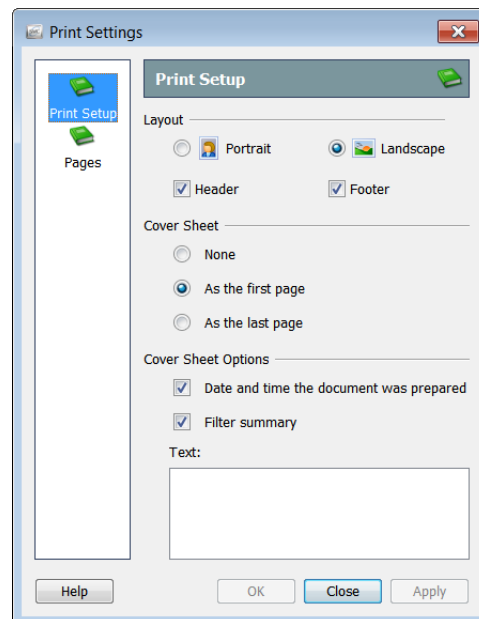 Print Settings
Print Setup
Pages
Print Setup
Layout
Portrait Landscape
Header Footer
Cover Sheet
None
As the first page
As the last page
Cover Sheet Options
Date and time the document was prepared
Filter summary
Text:
Help OK Close Apply